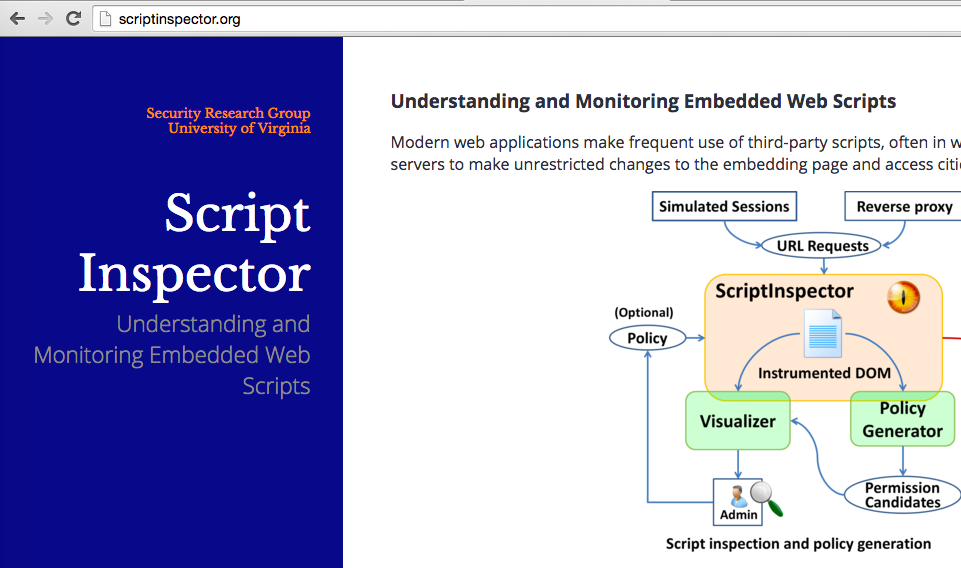 scriptinspector.org
Security Research Group
University of Virginia
Script
Inspector
Understanding and
Monitoring Embedded Web
Scripts
Understanding and Monitoring Embedded Web Scripts
Modern web applications make frequent use of third-party scripts, often in w
servers to make unrestricted changes to the embedding page and access citi
Simulated Sessions
Reverse proxy
URL Requests
ScriptInspector
(Optional)
Policy
Instrumented DOM
Visualizer
Policy
Generator
Admin
Permission
Candidates
Script inspection and policy generation